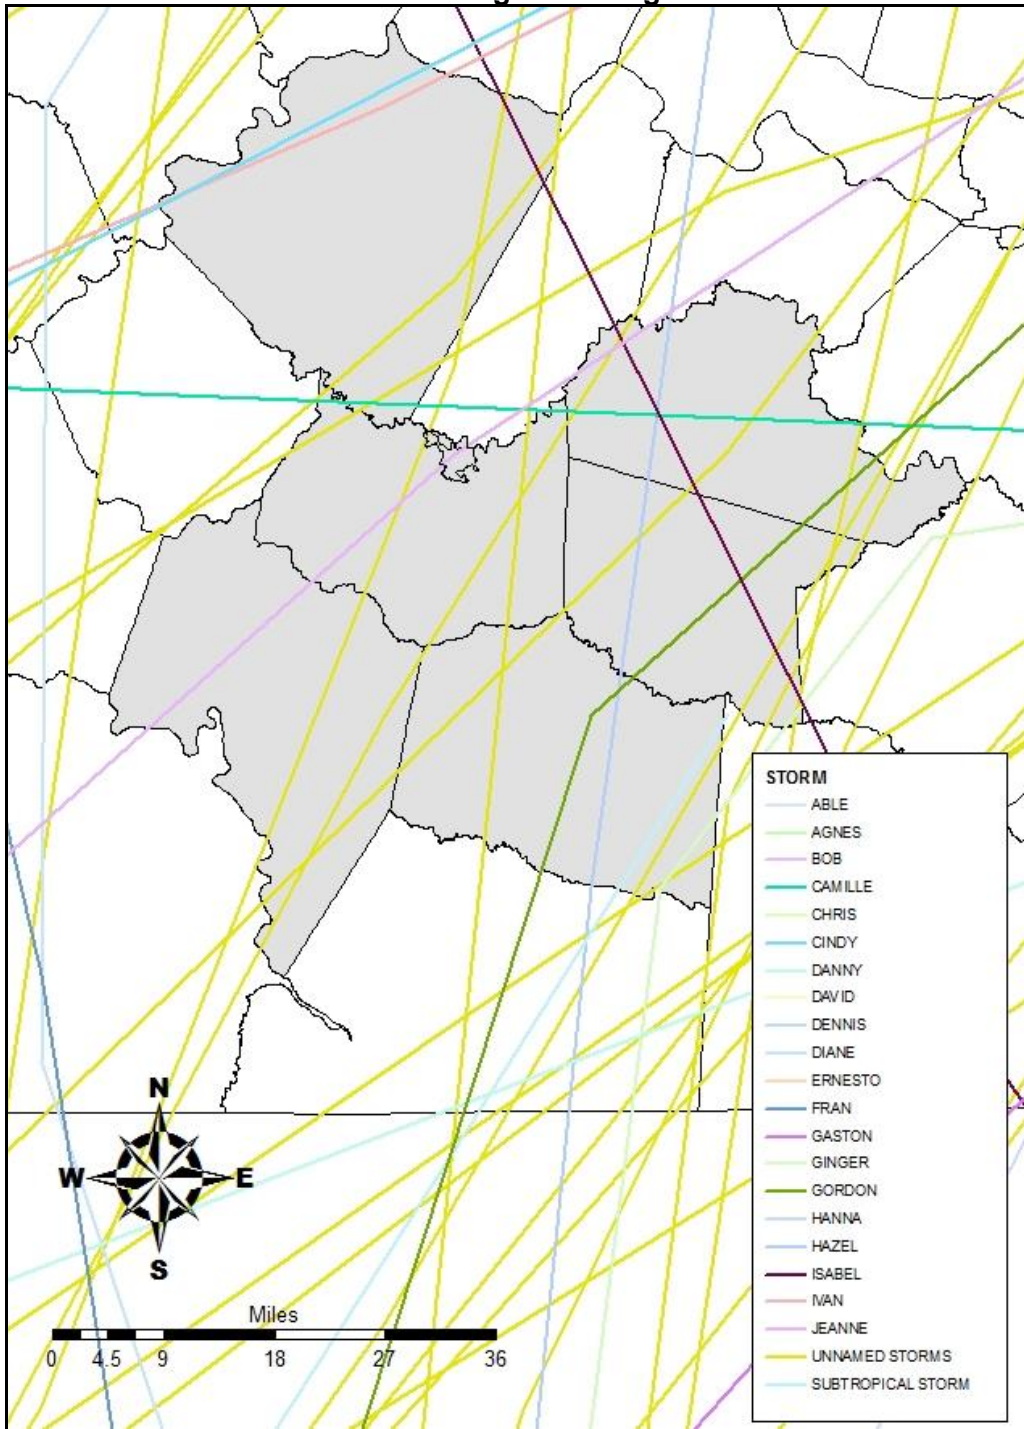 N
W E
S
Miles
0 4.5 9 18 27 36
STORM
ABLE
AGNES
BOB
CAMILLE
CHRIS
CINDY
DANNY
DAVID
DENNIS
DIANE
ERNESTO
FRAN
GASTON
GINGER
GORDON
HANNA
HAZEL
ISABEL
IVAN
JEANNE
UNNAMED STORMS
SUBTROPICAL STORM